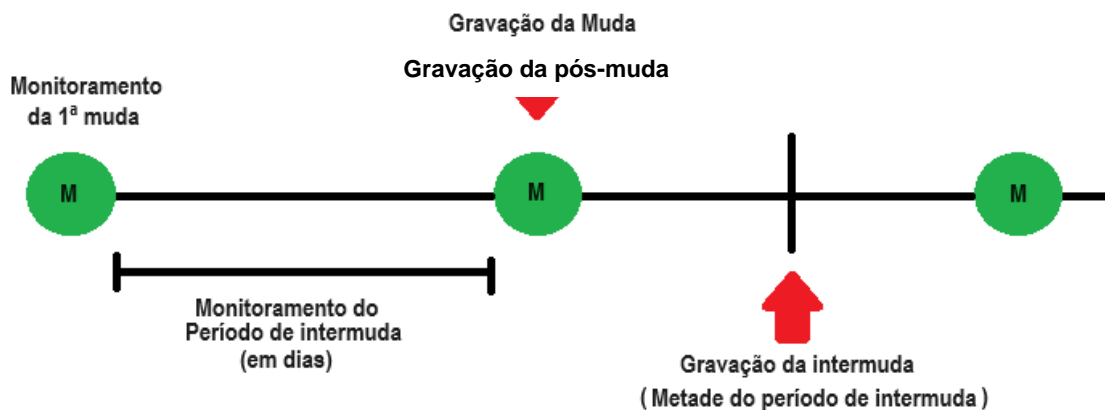 Gravação da Muda
Gravação da pós-muda
Monitoramento
da 1ª muda
M
M
M
Monitoramento do
Período de intermuda
(em dias)
Gravação da intermuda
( Metade do período de intermuda )